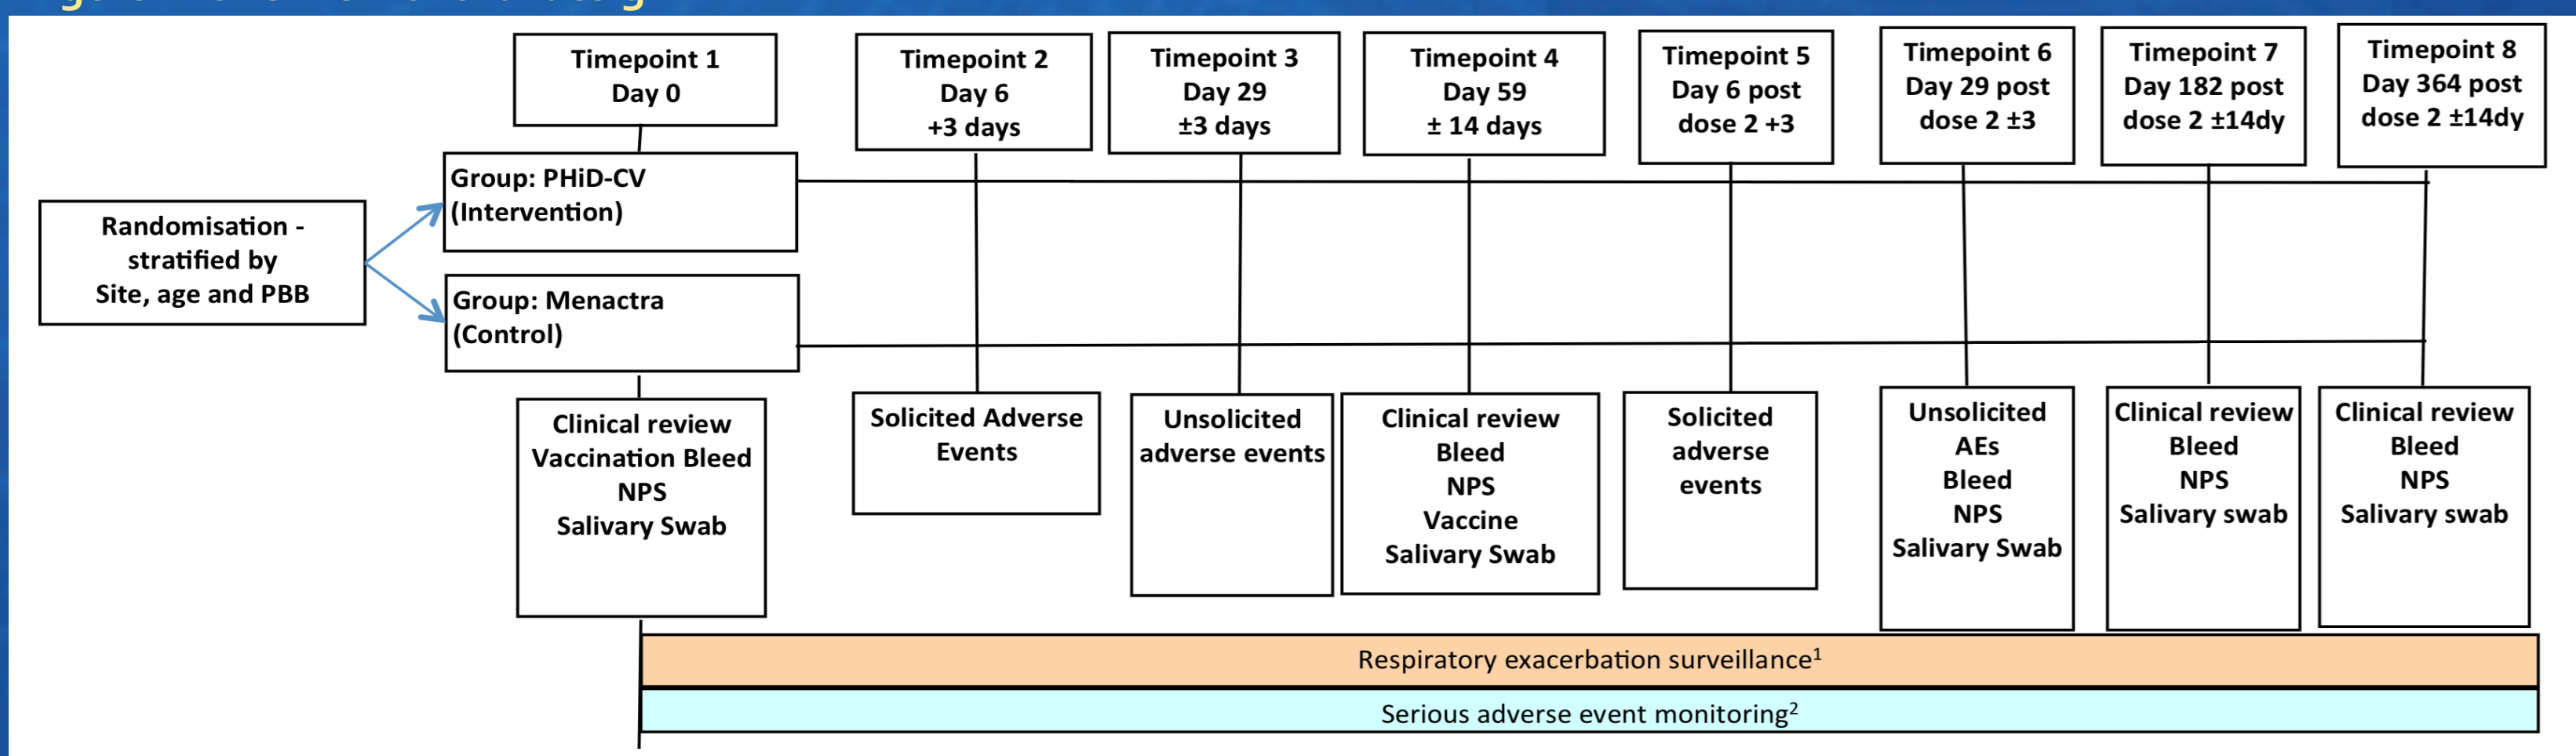 Timepoint 1
Day 0
Timepoint 2
Day 6
+3 days
Timepoint 3
Day 29
±3 days
Timepoint 4
Day 59
± 14 days
Timepoint 5
Day 6 post
dose 2 +3
Timepoint 6
Day 29 post
dose 2 ±3
Timepoint 7
Day 182 post
dose 2 ±14dy
Timepoint 8
Day 364 post
dose 2 ±14dy
Randomisation -
stratified by
Site, age and PBB
Group: PHiD-CV
(Intervention)
Group: Menactra
(Control)
Clinical review
Vaccination Bleed
NPS
Salivary Swab
Solicited Adverse
Events
Unsolicited
adverse events
Clinical review
Bleed
NPS
Vaccine
Salivary Swab
Solicited
adverse
events
Unsolicited
AEs
Bleed
NPS
Salivary Swab
Clinical review
Bleed
NPS
Salivary swab
Clinical review
Bleed
NPS
Salivary swab
Respiratory exacerbation surveillance¹
Serious adverse event monitoring²